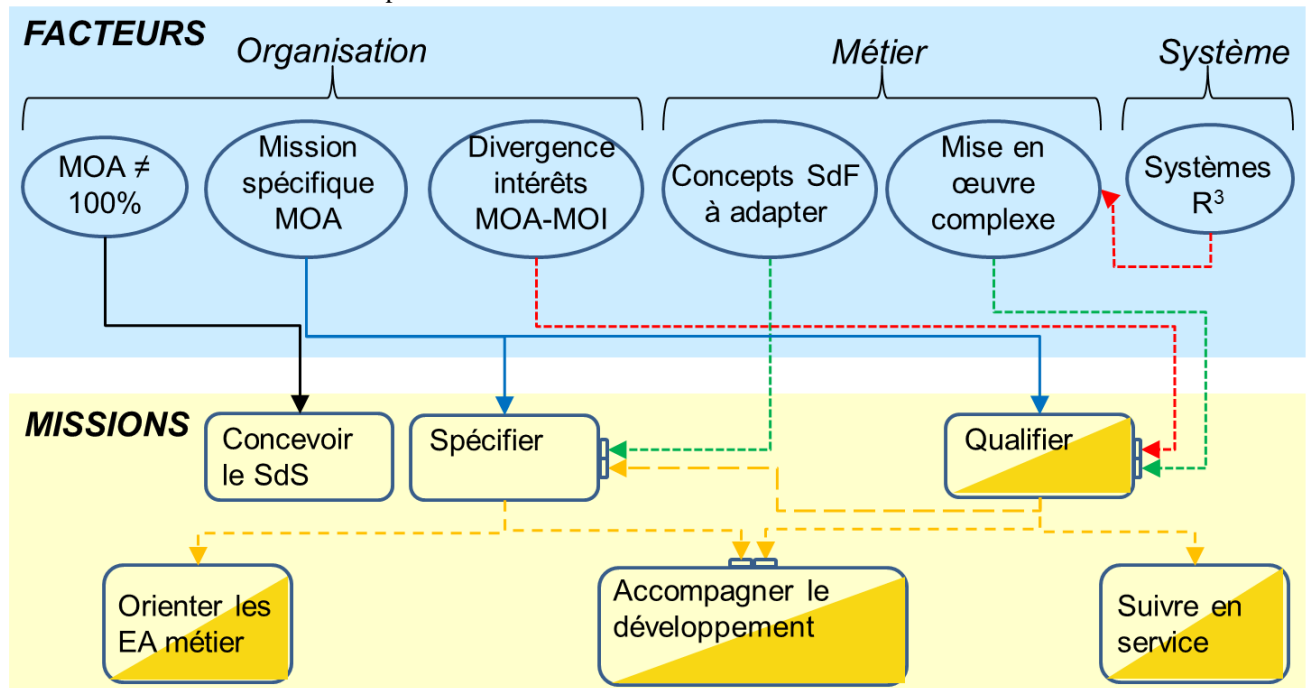 FACTEURS
Organisation
Métier
Système
MOA ≠
100%
Mission
spécifique
MOA
Divergence
intérêts
MOA-MOI
Concepts SdF
à adapter
Mise en
œuvre
complexe
Systèmes
R³
MISSIONS
Concevoir
le SdS
Spécifier
Qualifier
Orienter les
EA métier
Accompagner le
développement
Suivre en
service